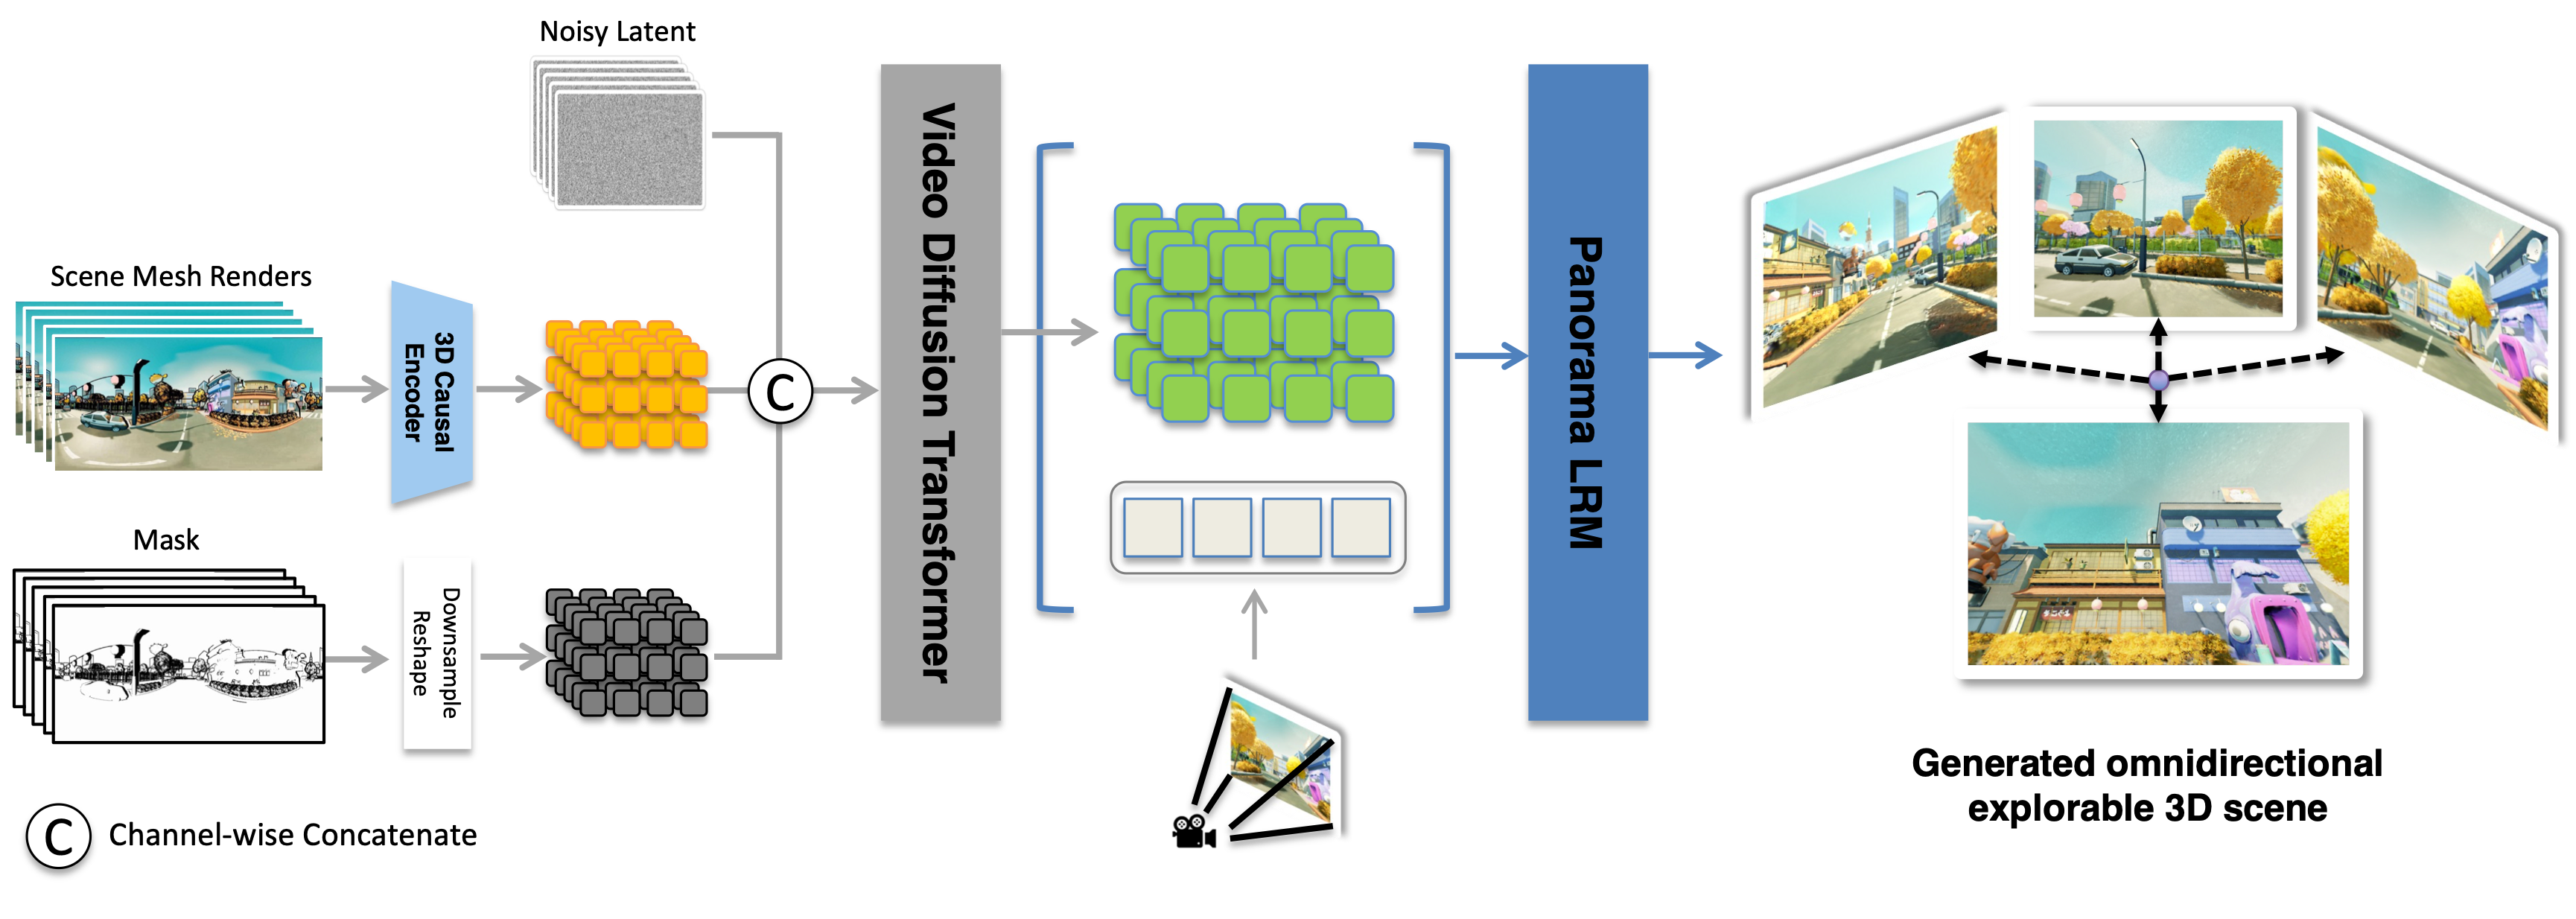 Noisy Latent
Scene Mesh Renders
3D Causal
Encoder
Mask
Downsample
Reshape
C
C
Channel-wise Concatenate
Video Diffusion Transformer
Panorama LRM
Generated omnidirectional
explorable 3D scene